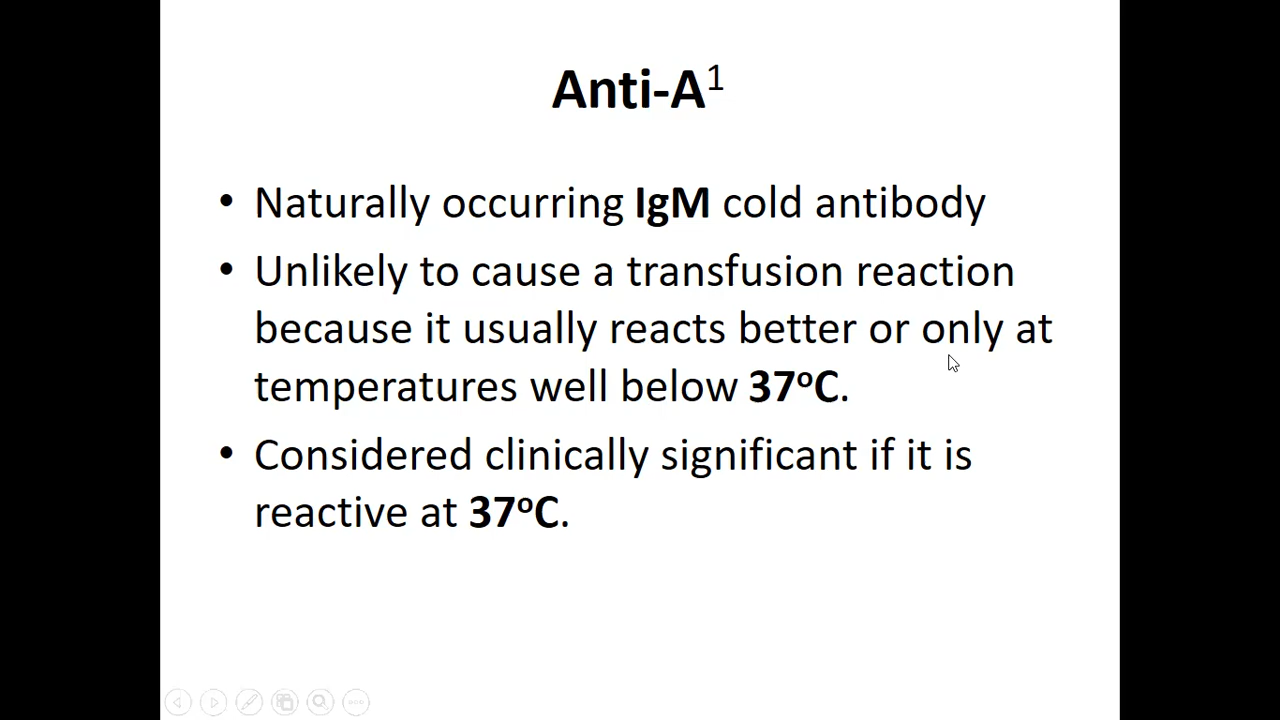 Anti-A¹
• Naturally occurring IgM cold antibody
• Unlikely to cause a transfusion reaction
because it usually reacts better or only at
temperatures well below 37ºC.
• Considered clinically significant if it is
reactive at 37ºC.